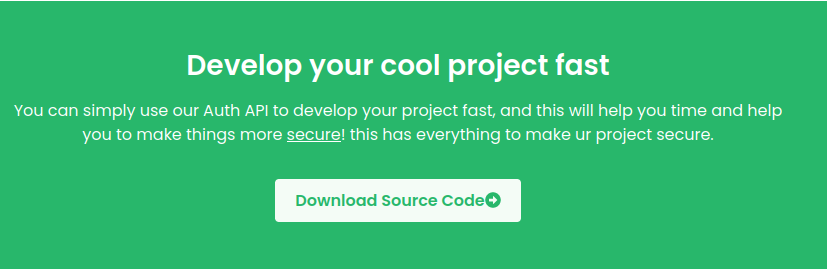 Develop your cool project fast
You can simply use our Auth API to develop your project fast, and this will help you time and help
you to make things more secure! this has everything to make ur project secure.
Download Source Code